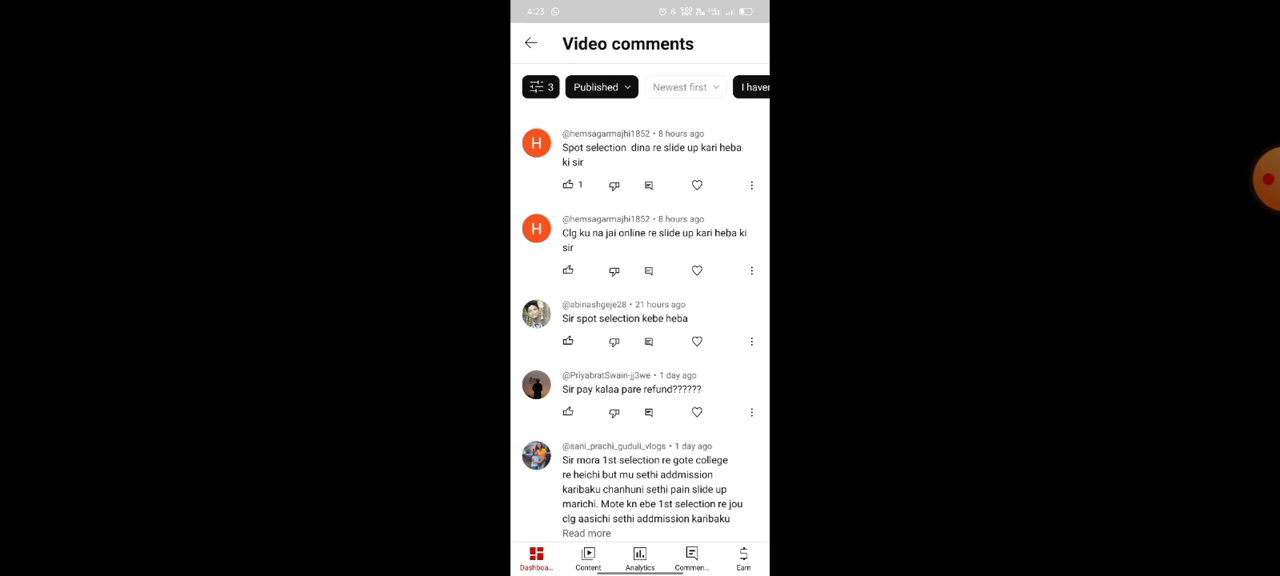 4:23
Video comments
3
Published
Newest first
I haven
@hemsagarmajhi1852 • 8 hours ago
Spot selection dina re slide up kari heba
ki sir
1
@hemsagarmajhi1852 • 8 hours ago
Clg ku na jai online re slide up kari heba ki
sir
@abinashgeje28 • 21 hours ago
Sir spot selection kebe heba
@PriyabratSwain-jj3we • 1 day ago
Sir pay kalaa pare refund??????
@sani_prachi_guduli_vlogs • 1 day ago
Sir mora 1st selection re gote college
re heichi but mu sethi addmission
karibaku chanhuni sethi pain slide up
marichi. Mote kn ebe 1st selection re jou
clg aasichi sethi addmission karibaku
Read more
Dashboa...
Content
Analytics
Commen...
Earn
H
H